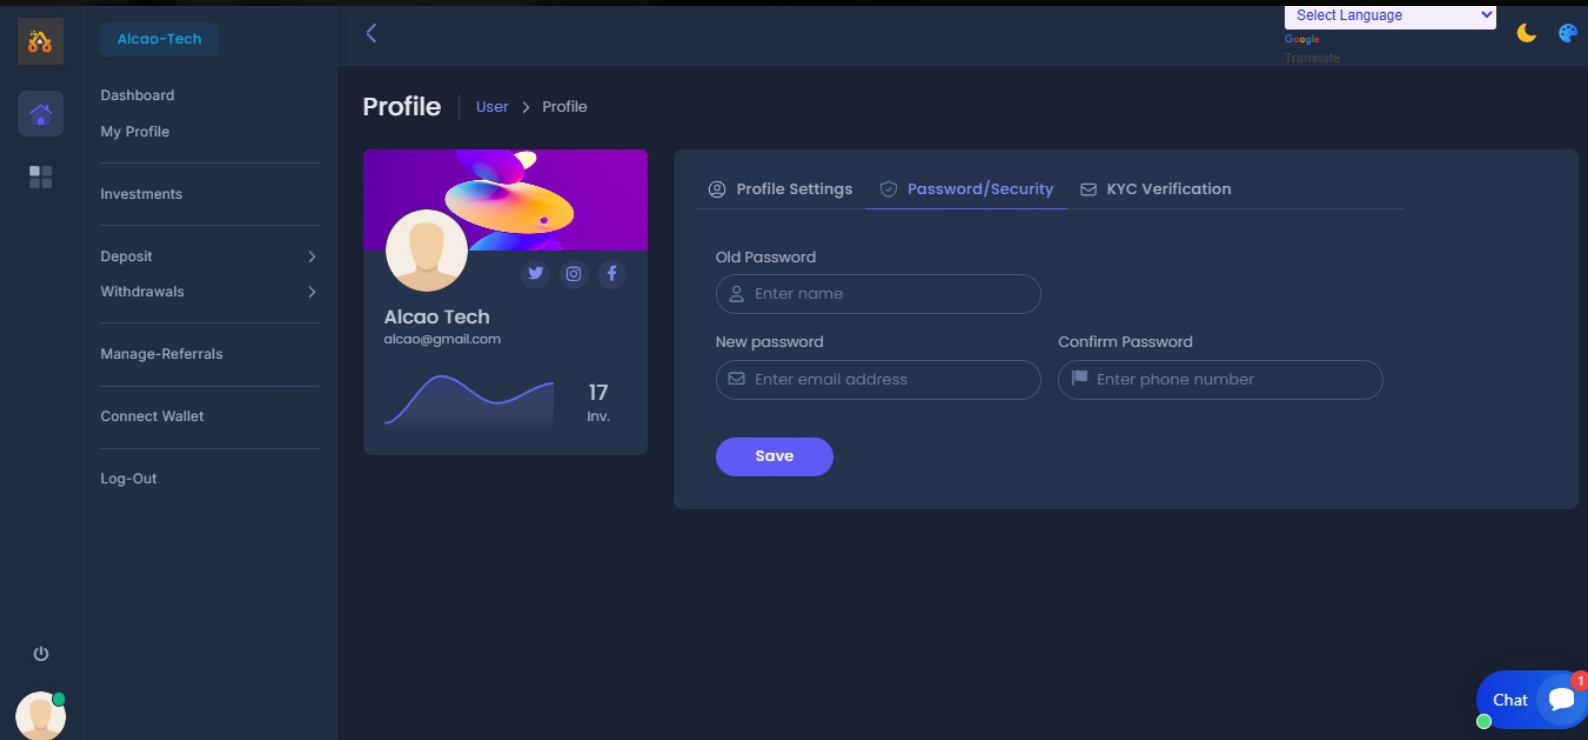 Alcao-Tech
Dashboard
My Profile
Investments
Deposit
Withdrawals
Manage-Referrals
Connect Wallet
Log-Out
Select Language
Google
Translate
Profile
User > Profile
Alcao Tech
alcao@gmail.com
17
Inv.
Profile Settings
Password/Security
KYC Verification
Old Password
Enter name
New password
Confirm Password
Enter email address
Enter phone number
Save
Chat
1